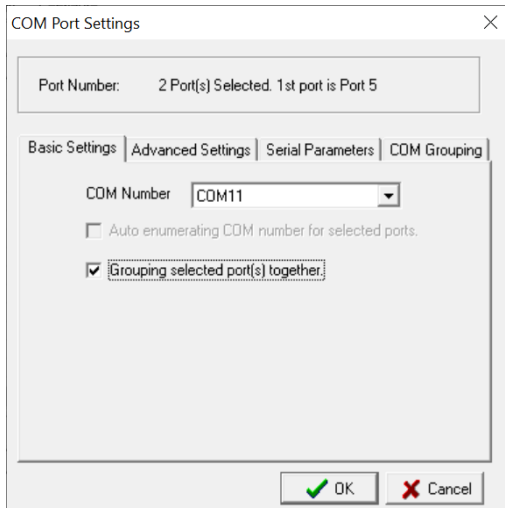 COM Port Settings
Port Number: 2 Port(s) Selected. 1st port is Port 5
Basic Settings Advanced Settings Serial Parameters COM Grouping
COM Number COM11
Auto enumerating COM number for selected ports.
Grouping selected port(s) together.
OK Cancel